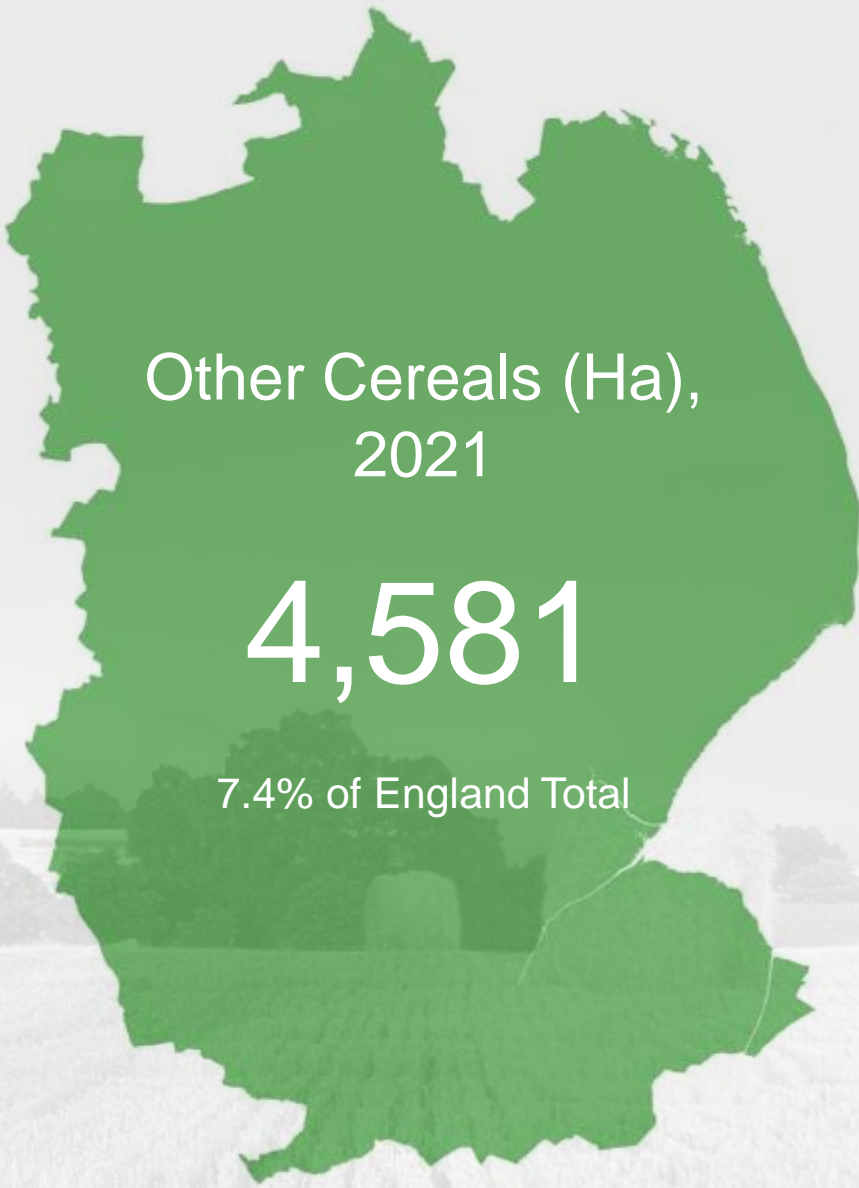 Other Cereals (Ha),
2021
4,581
7.4% of England Total